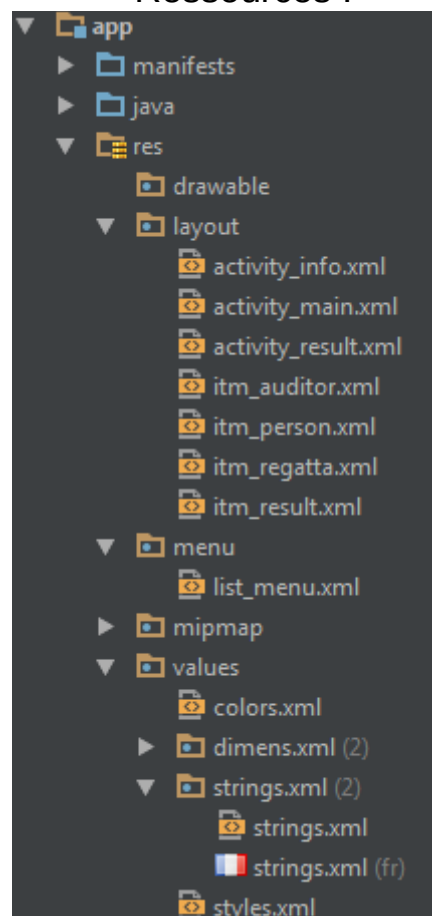 Ressources :
app
manifests
java
res
drawable
layout
activity_info.xml
activity_main.xml
activity_result.xml
itm_auditor.xml
itm_person.xml
itm_regatta.xml
itm_result.xml
menu
list_menu.xml
mipmap
values
colors.xml
dimens.xml (2)
strings.xml (2)
strings.xml
strings.xml (fr)
styles.xml